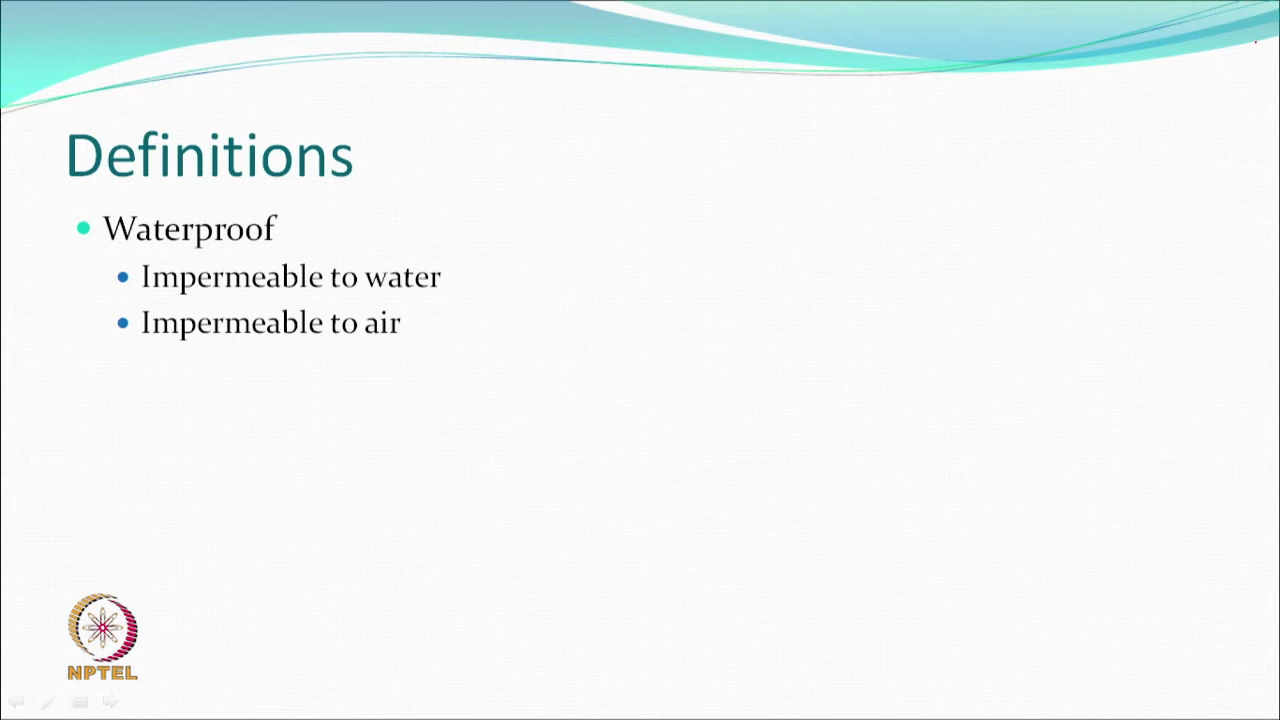 Definitions
Waterproof
Impermeable to water
Impermeable to air
NPTEL